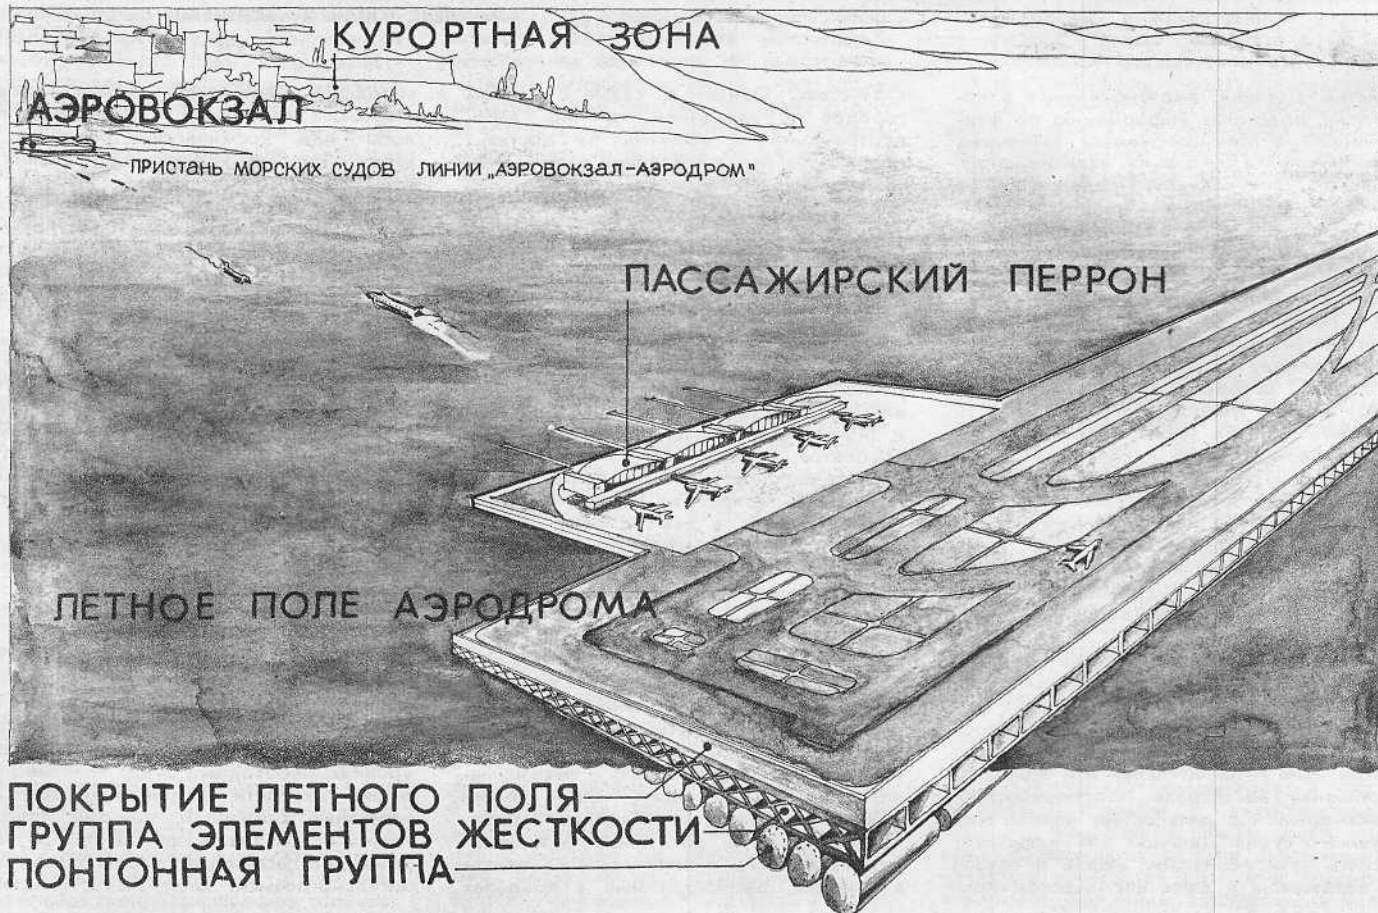 КУРОРТНАЯ ЗОНА
АЭРОВОКЗАЛ
ПРИСТАНЬ МОРСКИХ СУДОВ ЛИНИИ „АЭРОВОКЗАЛ-АЭРОДРОМ"
ПАССАЖИРСКИЙ ПЕРРОН
ЛЕТНОЕ ПОЛЕ АЭРОДРОМА
ПОКРЫТИЕ ЛЕТНОГО ПОЛЯ
ГРУППА ЭЛЕМЕНТОВ ЖЕСТКОСТИ
ПОНТОННАЯ ГРУППА